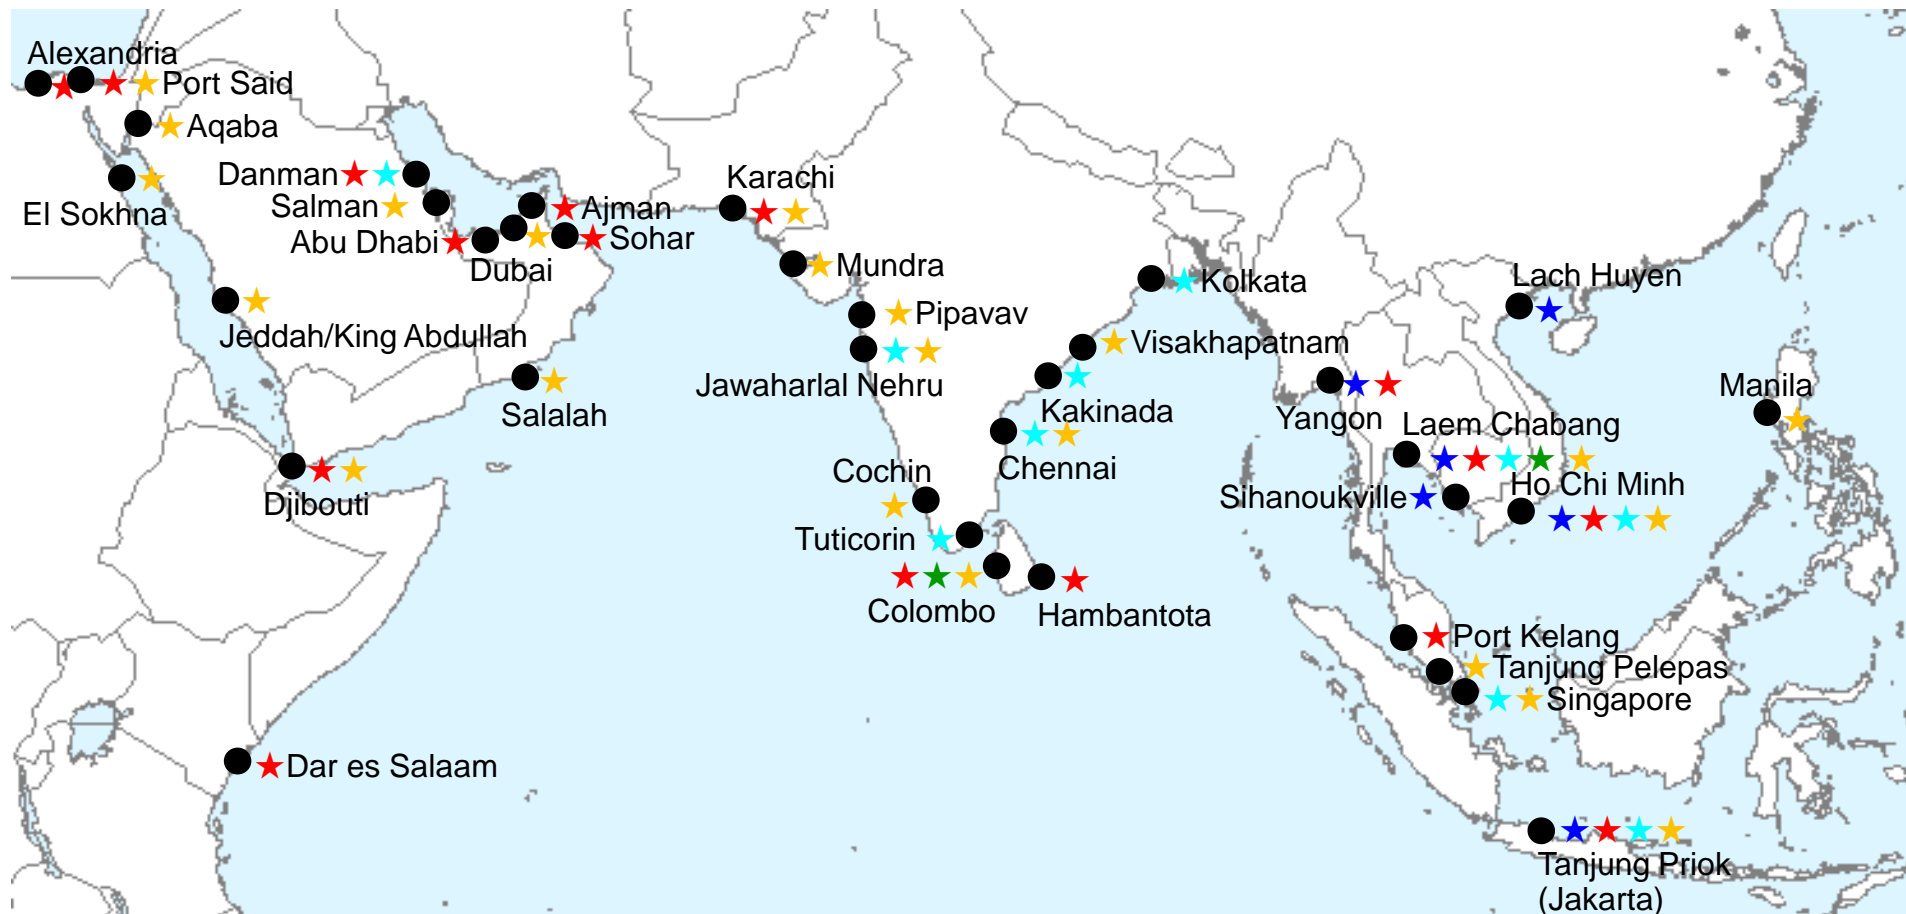 Alexandria
Port Said
Aqaba
Danman
Salman
El Sokhna
Abu Dhabi
Ajman
Sohar
Dubai
Karachi
Mundra
Kolkata
Lach Huyen
Jeddah/King Abdullah
Pipavav
Visakhapatnam
Jawaharlal Nehru
Salalah
Kakinada
Yangon
Manila
Laem Chabang
Chennai
Cochin
Djibouti
Sihanoukville
Ho Chi Minh
Tuticorin
Colombo
Hambantota
Port Kelang
Tanjung Pelepas
Singapore
Dar es Salaam
Tanjung Priok
(Jakarta)